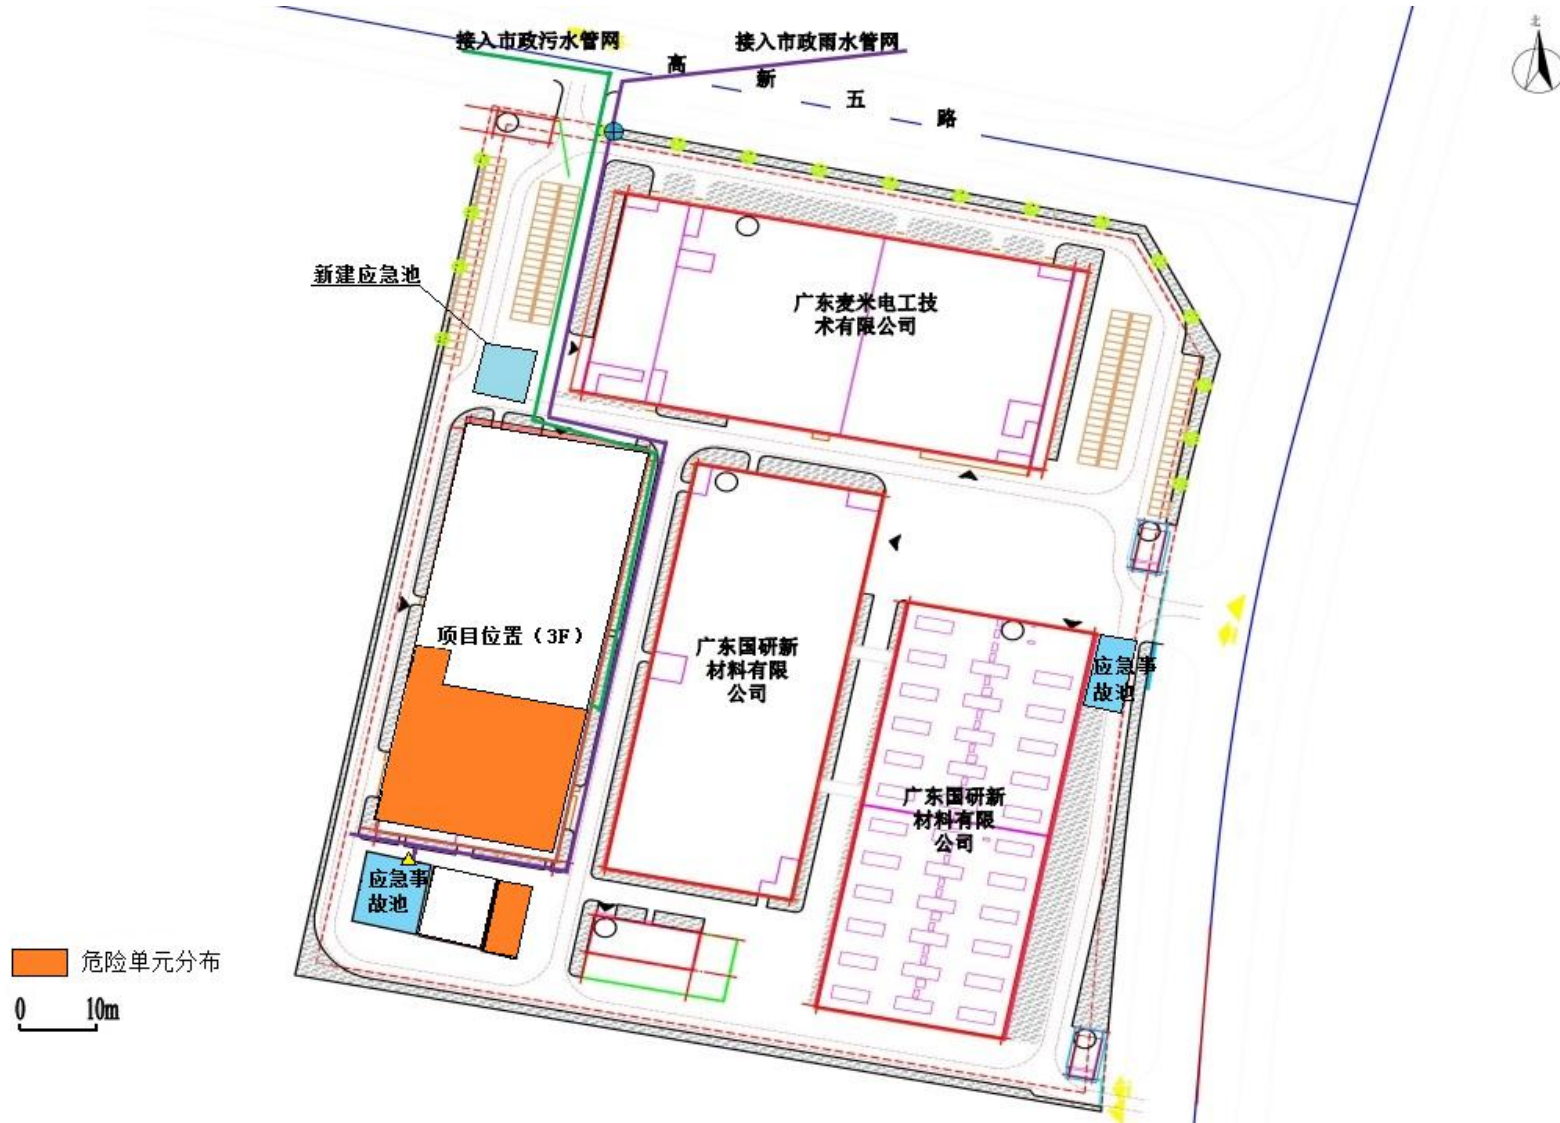 北
接入市政污水管网
接入市政雨水管网
高
新
五
路
新建应急池
广东麦米电工技
术有限公司
项目位置（3F）
广东国研新
材料有限
公司
应急事
故池
广东国研新
材料有限
公司
应急事
故池
危险单元分布
0 10m